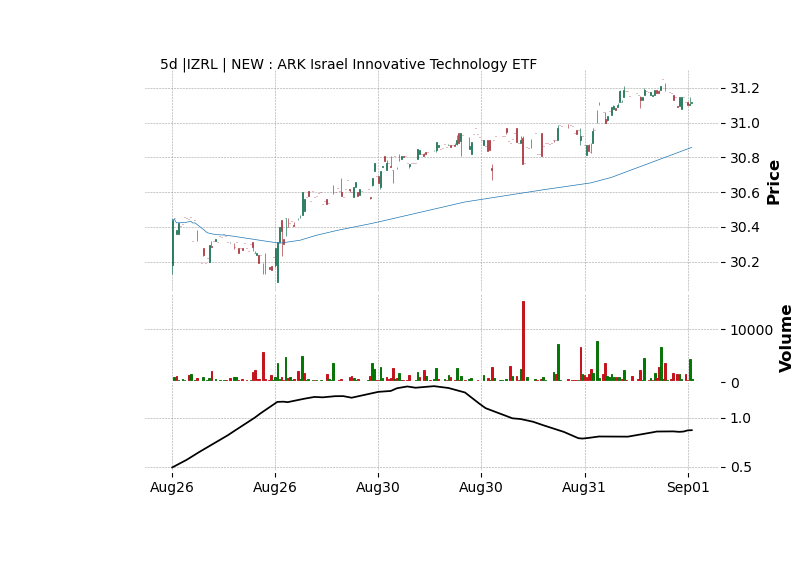 5d |IZRL | NEW : ARK Israel Innovative Technology ETF
31.2
31.0
30.8
30.6
30.4
30.2
Price
10000
0
Volume
1.0
0.5
Aug26 Aug26 Aug30 Aug30 Aug31 Sep01